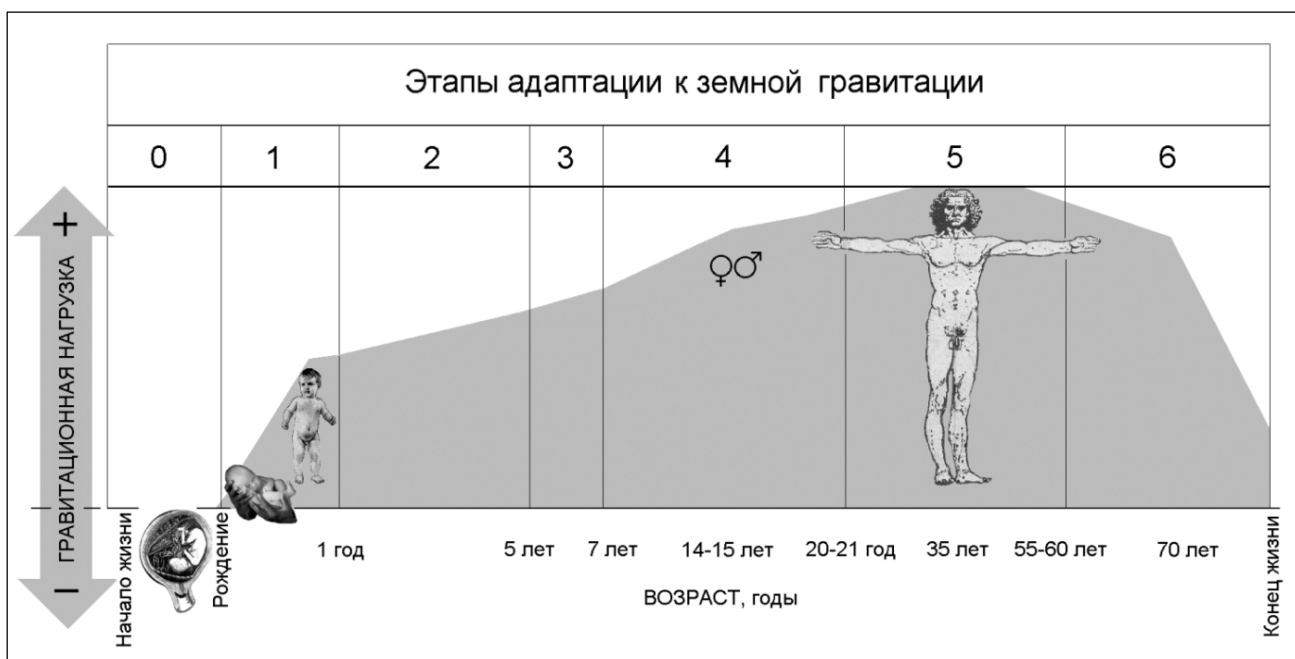 Этапы адаптации к земной гравитации
0 1 2 3 4 5 6
+
ГРАВИТАЦИОННАЯ НАГРУЗКА
−
♀♂
Начало жизни
Рождение
1 год 5 лет 7 лет 14-15 лет 20-21 год 35 лет 55-60 лет 70 лет
Конец жизни
ВОЗРАСТ, годы